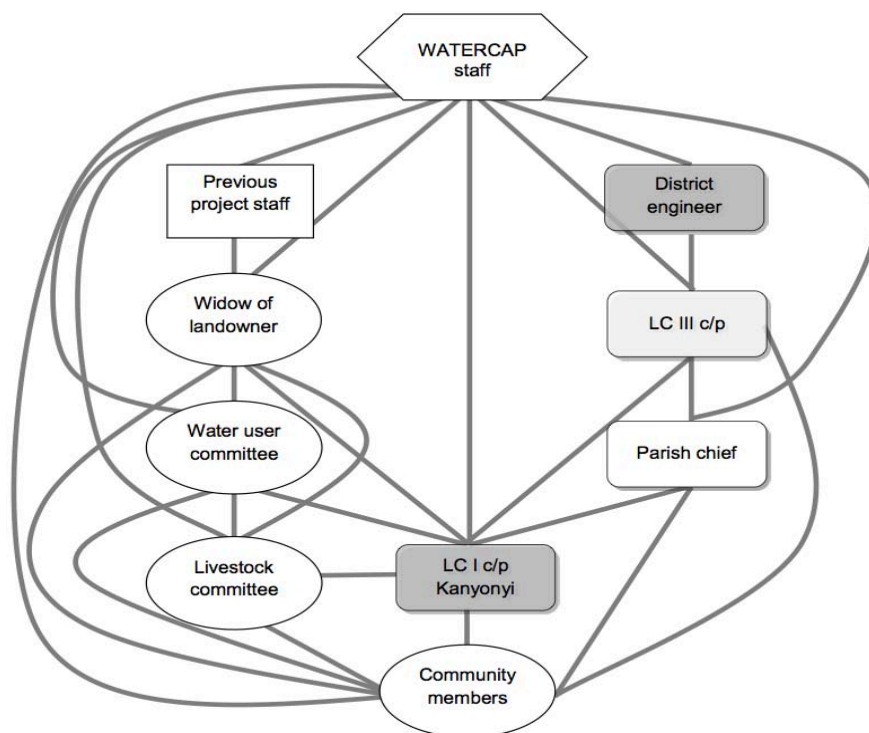 WATERCAP
staff
Previous
project staff
District
engineer
Widow of
landowner
LC III c/p
Water user
committee
Parish chief
Livestock
committee
LC I c/p
Kanyonyi
Community
members